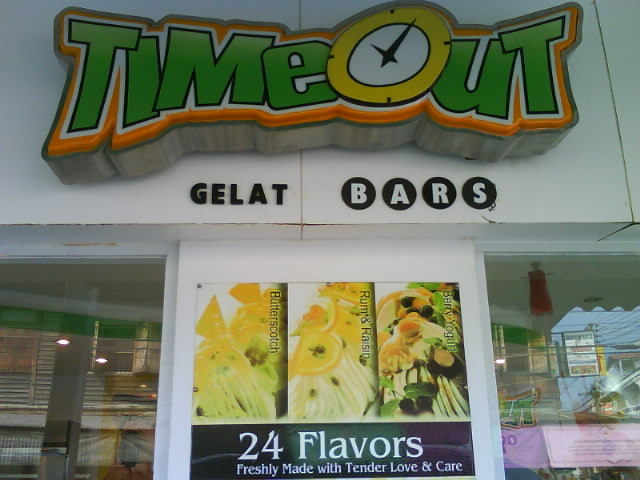 TIMEOUT
GELAT BARS
Butterscotch
Rum & Raisin
24 Flavors
Freshly Made with Tender Love & Care